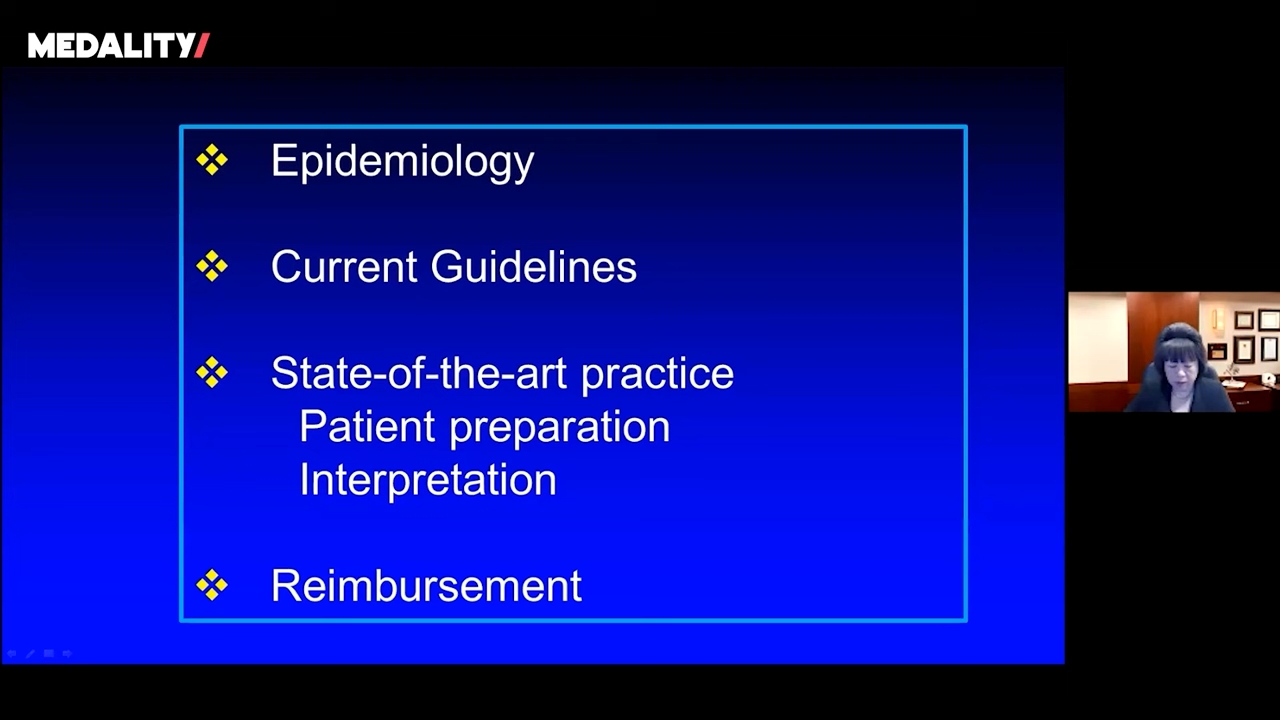 MEDALITY/
Epidemiology
Current Guidelines
State-of-the-art practice
Patient preparation
Interpretation
Reimbursement